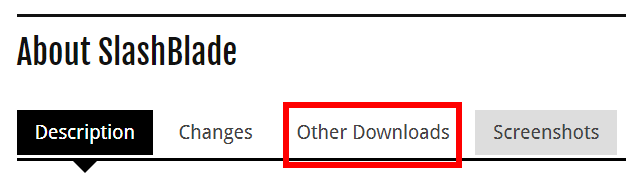 About SlashBlade
Description Changes Other Downloads Screenshots